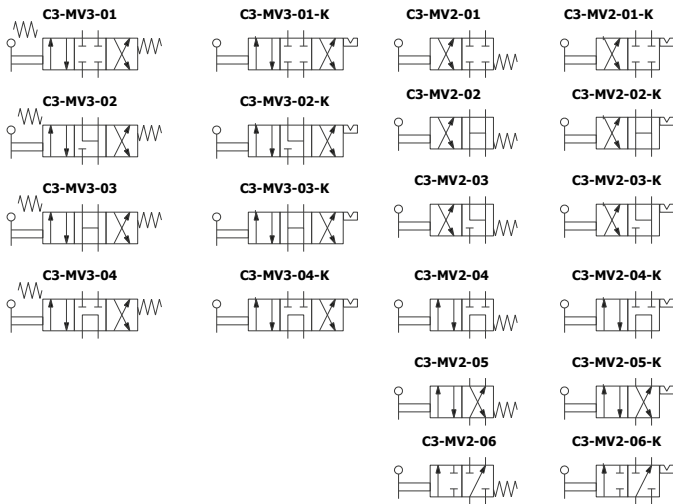 C3-MV3-01 C3-MV3-01-K C3-MV2-01 C3-MV2-01-K
C3-MV3-02 C3-MV3-02-K C3-MV2-02 C3-MV2-02-K
C3-MV3-03 C3-MV3-03-K C3-MV2-03 C3-MV2-03-K
C3-MV3-04 C3-MV3-04-K C3-MV2-04 C3-MV2-04-K
C3-MV2-05 C3-MV2-05-K
C3-MV2-06 C3-MV2-06-K